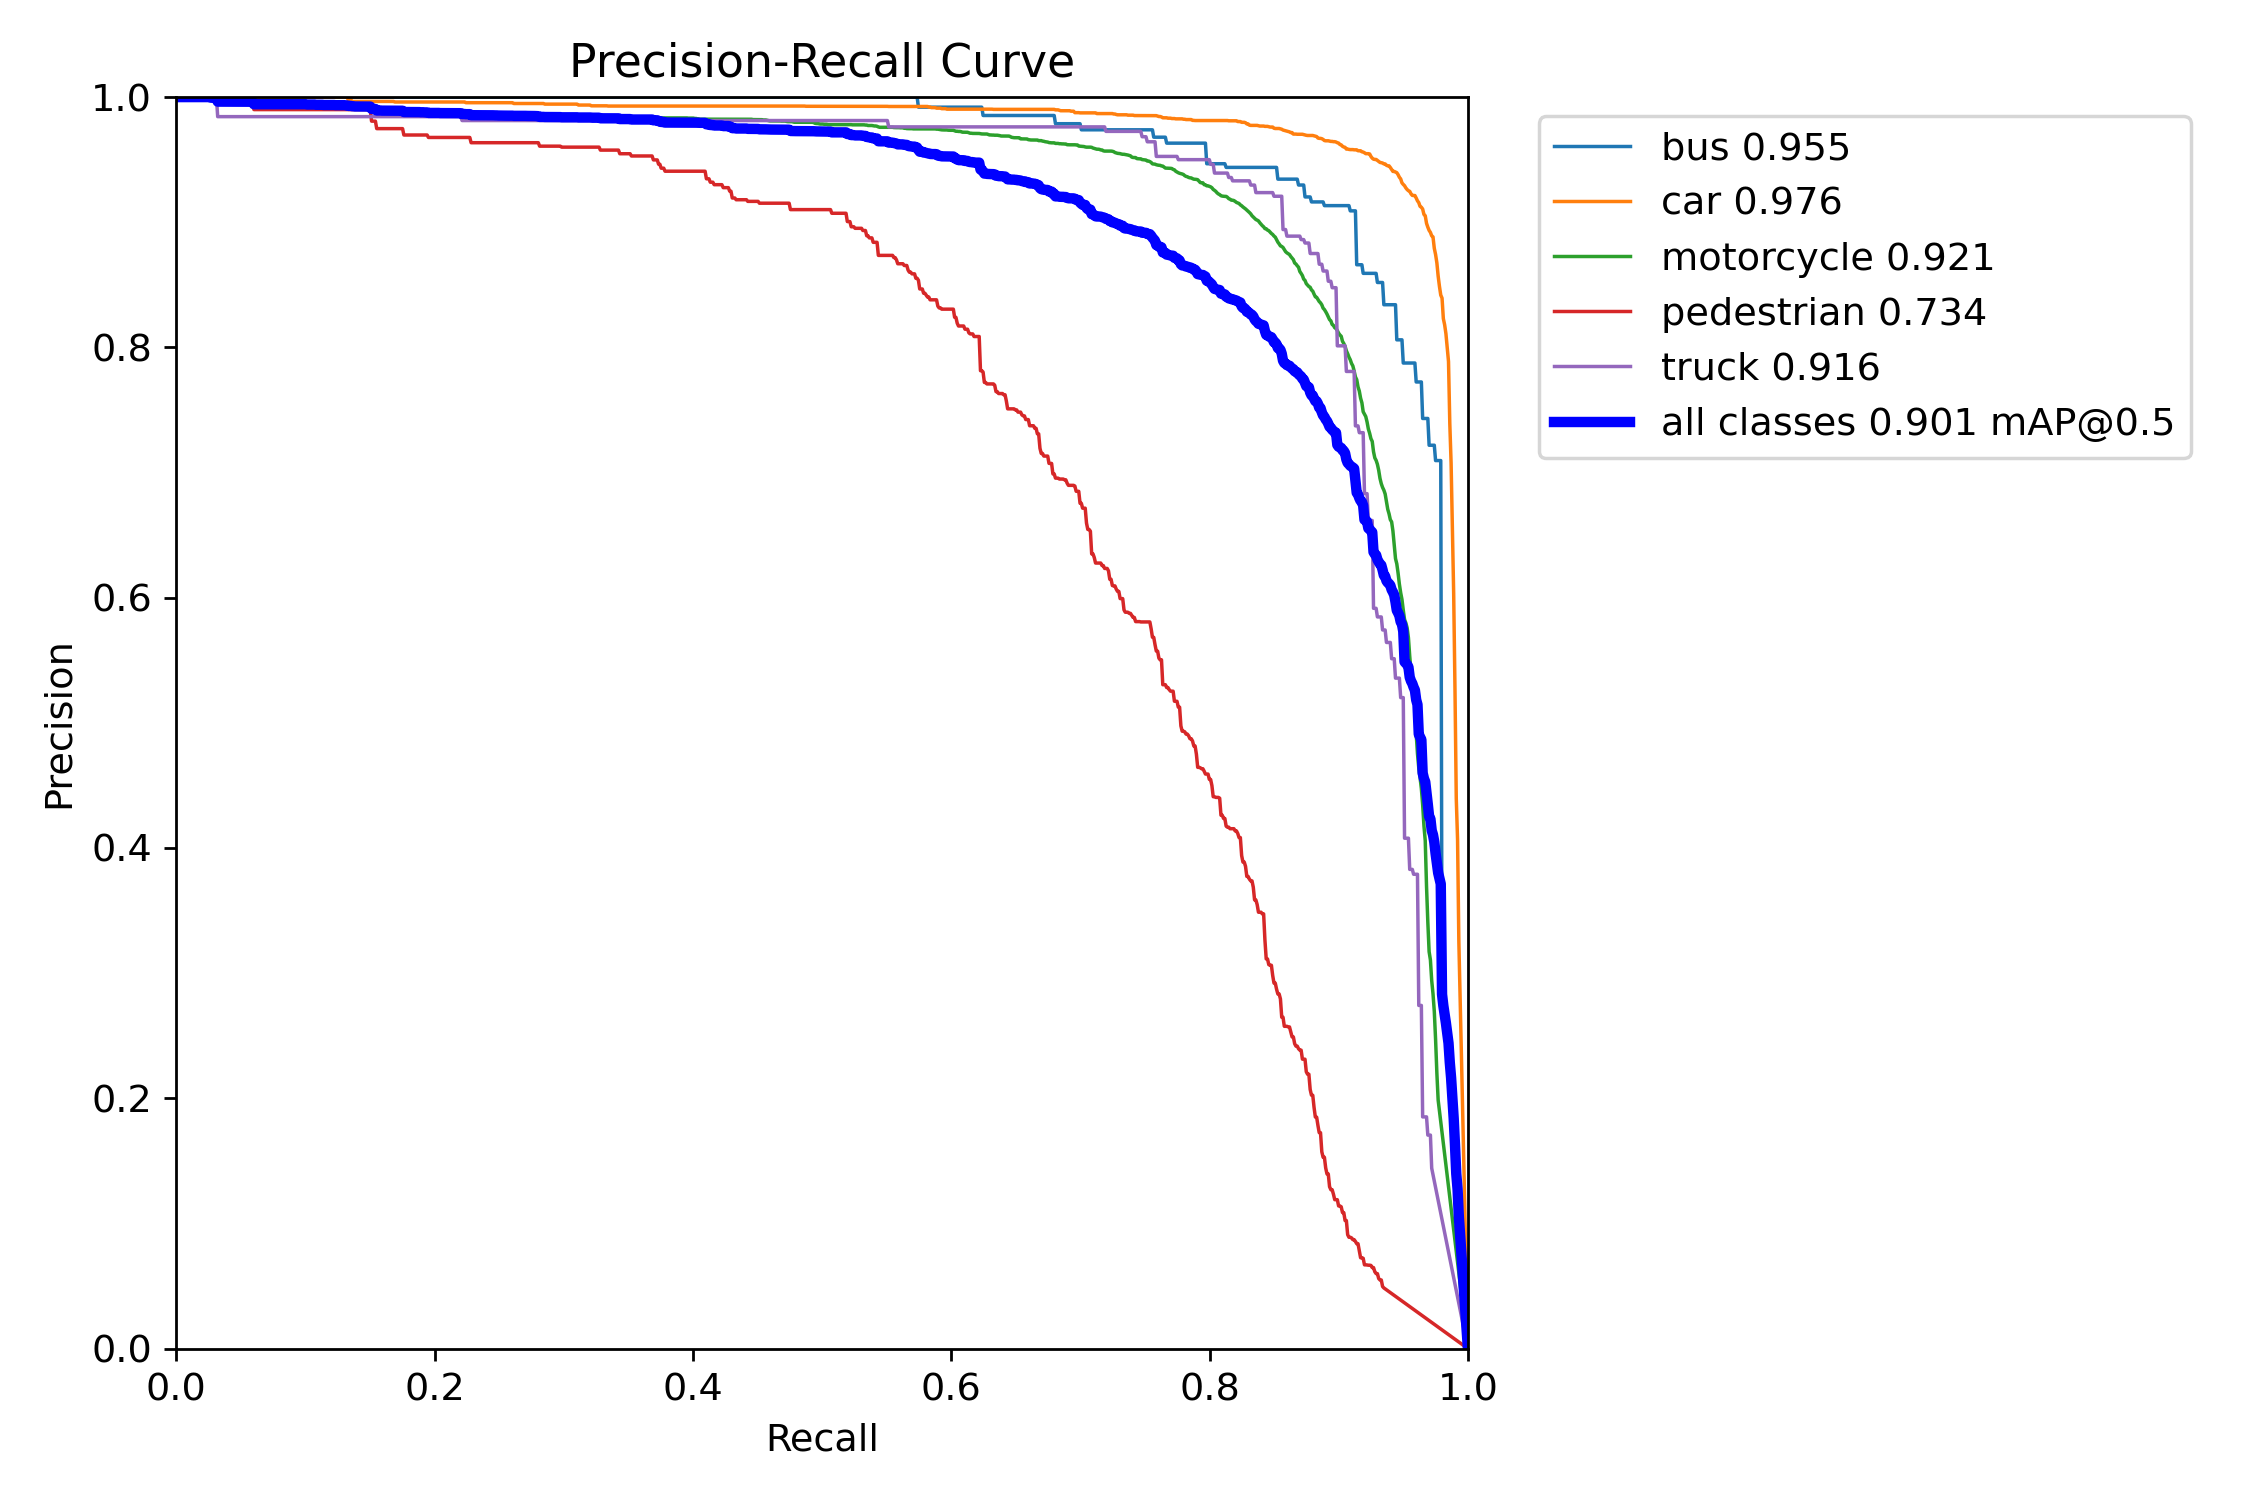 Precision-Recall Curve
1.0
0.8
0.6
0.4
0.2
0.0
Precision
0.0 0.2 0.4 0.6 0.8 1.0
Recall
bus 0.955
car 0.976
motorcycle 0.921
pedestrian 0.734
truck 0.916
all classes 0.901 mAP@0.5